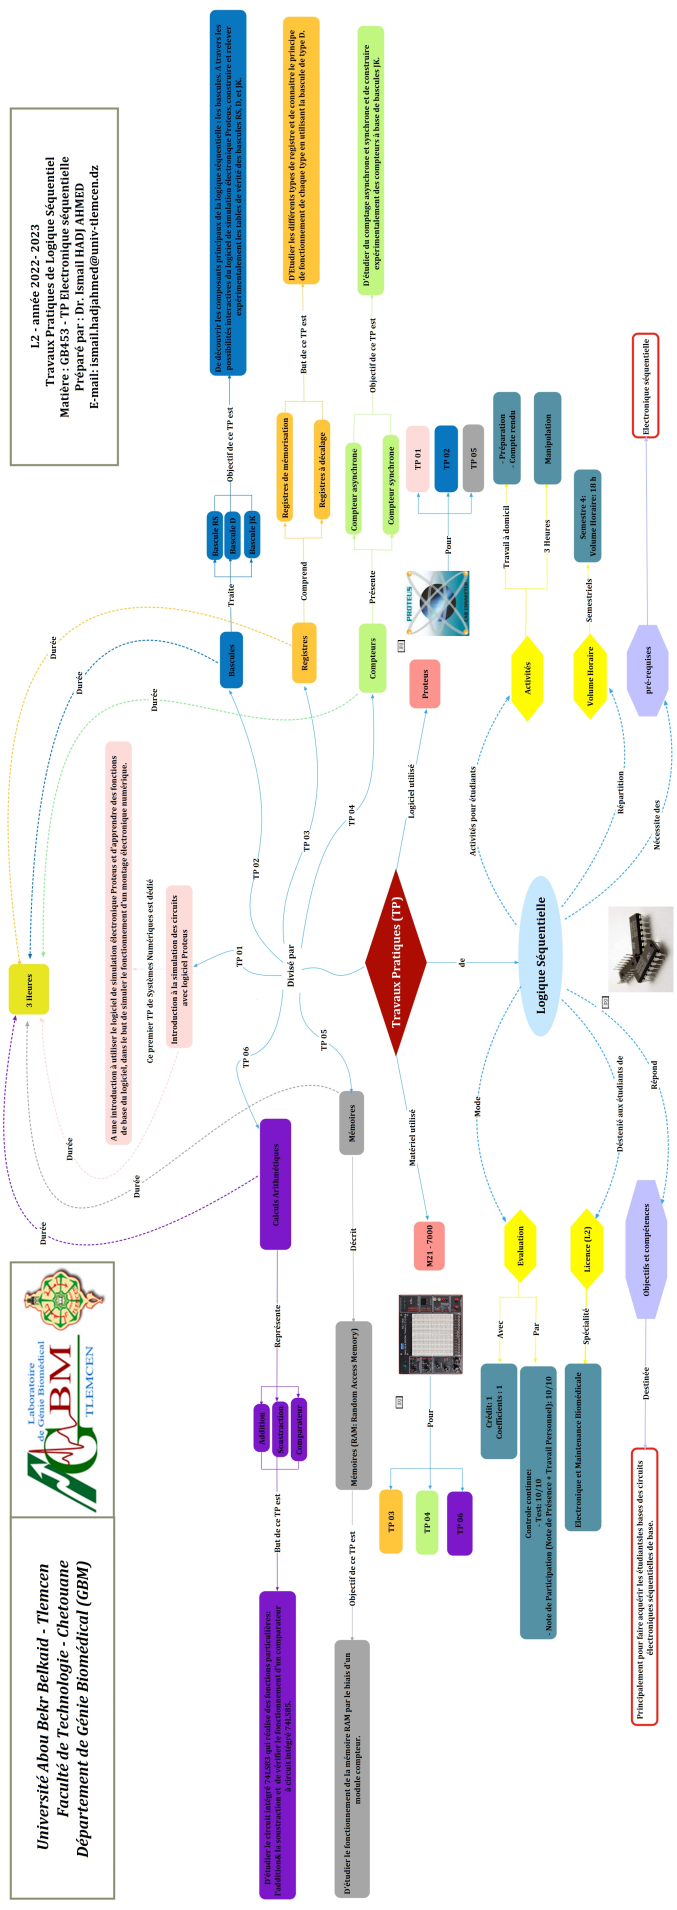 Université Abou Bekr Belkaid - Tlemcen
Faculté de Technologie - Chetouane
Département de Génie Biomédical (GBM)
Laboratoire
de Génie Biomédical
GBM
TLEMCEN
L2 - année 2022- 2023
Travaux Pratiques de Logique Séquentiel
Matière : GB453 - TP Electronique séquentielle
Préparé par : Dr. Ismail HADJ AHMED
E-mail: ismail.hadjahmed@univ-tlemcen.dz
3 Heures
Durée
Durée
Durée
Durée
Durée
Durée
A une introduction à utiliser le logiciel de simulation électronique Proteus et d'apprendre des fonctions
de base du logiciel, dans le but de simuler le fonctionnement d'un montage électronique numérique.
Ce premier TP de Systèmes Numériques est dédié
Introduction à la simulation des circuits
avec logiciel Proteus
TP 01
Divisé par
TP 02
Bascules
Traite
Bascule RS
Bascule D
Bascule JK
Objectif de ce TP est
De découvrir les composants principaux de la logique séquentielle : les bascules. A travers les
possibilités interactives du logiciel de simulation électronique Proteus, construire et relever
expérimentalement les tables de vérité des bascules RS, D, et JK.
TP 03
Registres
Comprend
Registres de mémorisation
Registres à décalage
But de ce TP est
D'Etudier les différents types de registre et de connaitre le principe
de fonctionnement de chaque type en utilisant la bascule de type D.
TP 04
Compteurs
Présente
Compteur asynchrone
Compteur synchrone
Objectif de ce TP est
D'étudier du comptage asynchrone et synchrone et de construire
expérimentalement des compteurs à base de bascules JK.
TP 06
Calculs Arithmétiques
Représente
Addition
Soustraction
Comparateur
But de ce TP est
D'étudier le circuit intégré 74LS83 qui réalise des fonctions particulières:
l'addition& la soustraction et de vérifier le fonctionnement d'un comparateur
à circuit intégré 74LS85.
TP 05
Mémoires
Décrit
Mémoires (RAM: Random Access Memory)
Objectif de ce TP est
D'étudier le fonctionnement de la mémoire RAM par le biais d'un
module compteur.
Travaux Pratiques (TP)
Logiciel utilisé
Proteus
PROTEUS
Pour
TP 01
TP 02
TP 05
Matériel utilisé
M21 - 7000
Pour
TP 03
TP 04
TP 06
de
Logique Séquentielle
Activités pour étudiants
Activités
Travail à domicil
- Préparation
- Compte rendu
3 Heures
Manipulation
Répartition
Volume Horaire
Semestriels
Semestre 4:
Volume Horaire: 18 h
Nécessite des
pré-requises
Electronique séquentielle
Mode
Evaluation
Avec
Crédit: 1
Coefficients : 1
Par
Controle continue:
- Test: 10/10
- Note de Participation (Note de Présence + Travail Personnel): 10/10
Déstenié aux étudiants de
Licence (L2)
Spécialité
Electronique et Maintenance Biomédicale
Répond
Objectifs et compétences
Destinée
Principalement pour faire acquérir les étudiantsles bases des circuits
électroniques séquentielles de base.